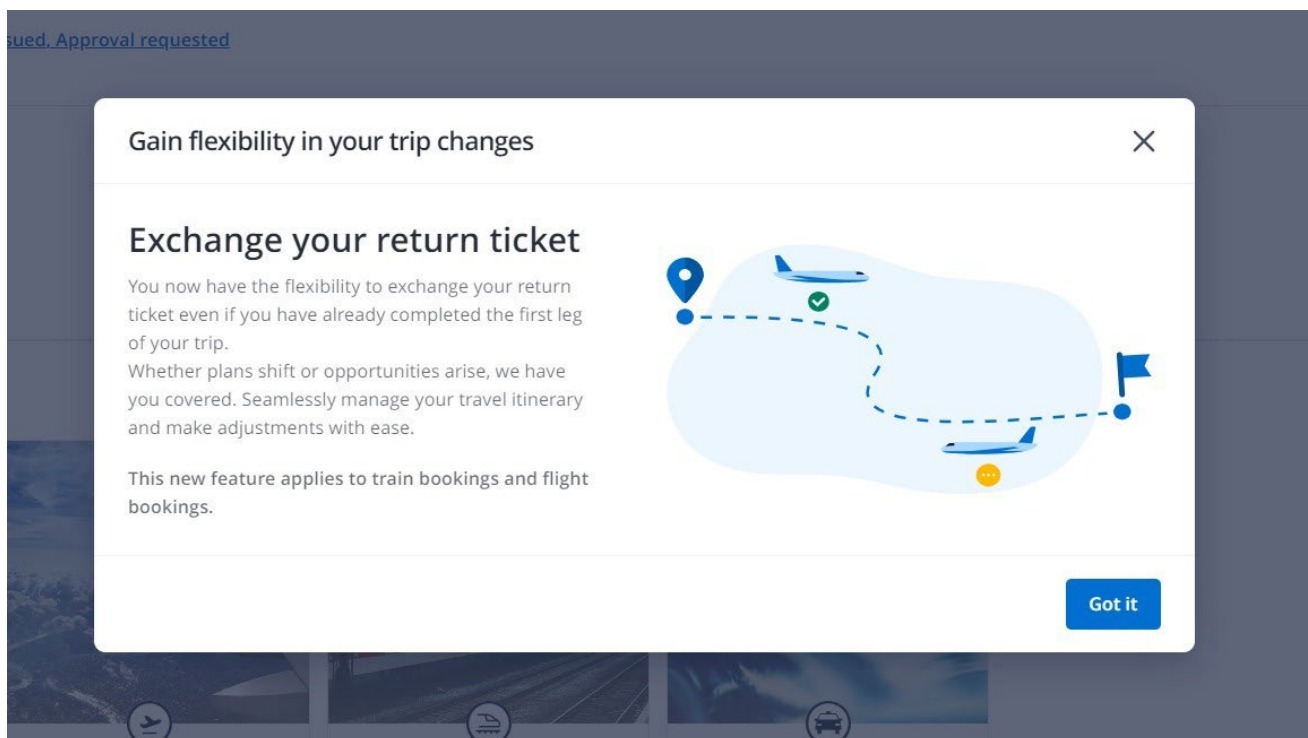 sued, Approval requested
Gain flexibility in your trip changes
Exchange your return ticket
You now have the flexibility to exchange your return
ticket even if you have already completed the first leg
of your trip.
Whether plans shift or opportunities arise, we have
you covered. Seamlessly manage your travel itinerary
and make adjustments with ease.
This new feature applies to train bookings and flight
bookings.
Got it